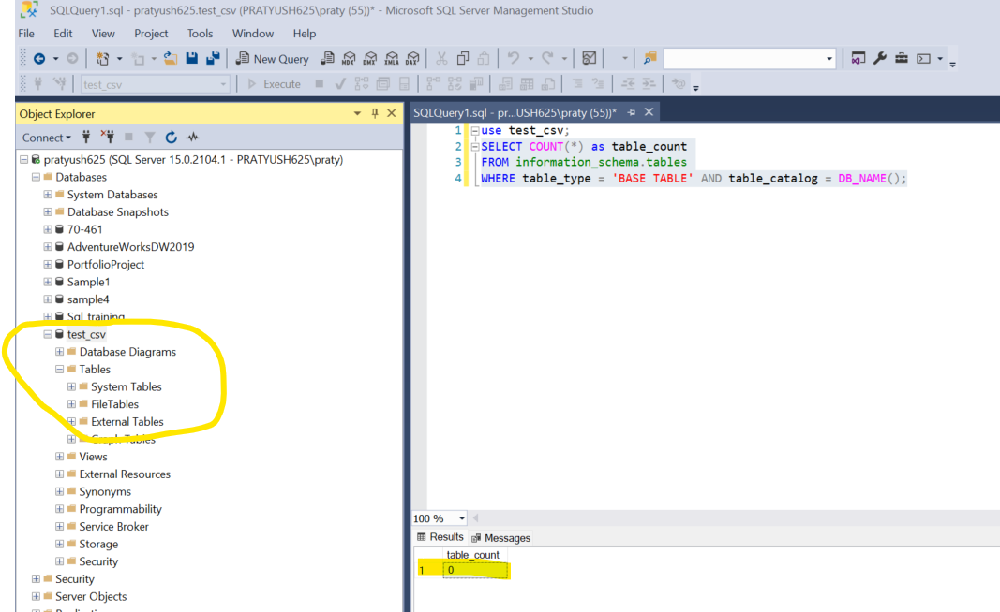 SQLQuery1.sql - pratyush625.test_csv (PRATYUSH625\praty (55))* - Microsoft SQL Server Management Studio
File Edit View Project Tools Window Help
New Query MDX DMX XMLA DAX
test_csv Execute
Object Explorer
Connect
pratyush625 (SQL Server 15.0.2104.1 - PRATYUSH625\praty)
Databases
System Databases
Database Snapshots
70-461
AdventureWorksDW2019
PortfolioProject
Sample1
sample4
Sql training
test_csv
Database Diagrams
Tables
System Tables
FileTables
External Tables
Graph Tables
Views
External Resources
Synonyms
Programmability
Service Broker
Storage
Security
Security
Server Objects
SQLQuery1.sql - pr...USH625\praty (55))*
1 use test_csv;
2 SELECT COUNT(*) as table_count
3 FROM information_schema.tables
4 WHERE table_type = 'BASE TABLE' AND table_catalog = DB_NAME();
100 %
Results Messages
table_count
1 0